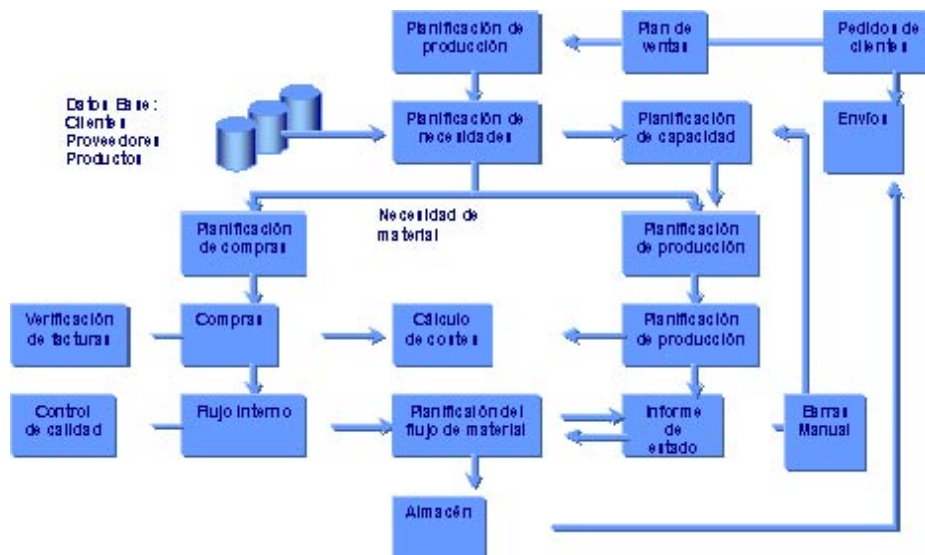 Planificación de
producción
Plan de
ventas
Pedidos de
clientes
Datos Base:
Clientes
Proveedores
Productos
Planificación de
necesidades
Planificación
de capacidad
Envíos
Necesidad de
material
Planificación
de compras
Planificación
de producción
Verificación
de facturas
Compras
Cálculo
de costes
Planificación
de producción
Control
de calidad
Flujo interno
Planificaión del
flujo de material
Informe
de
estado
Barras
Manual
Almacén